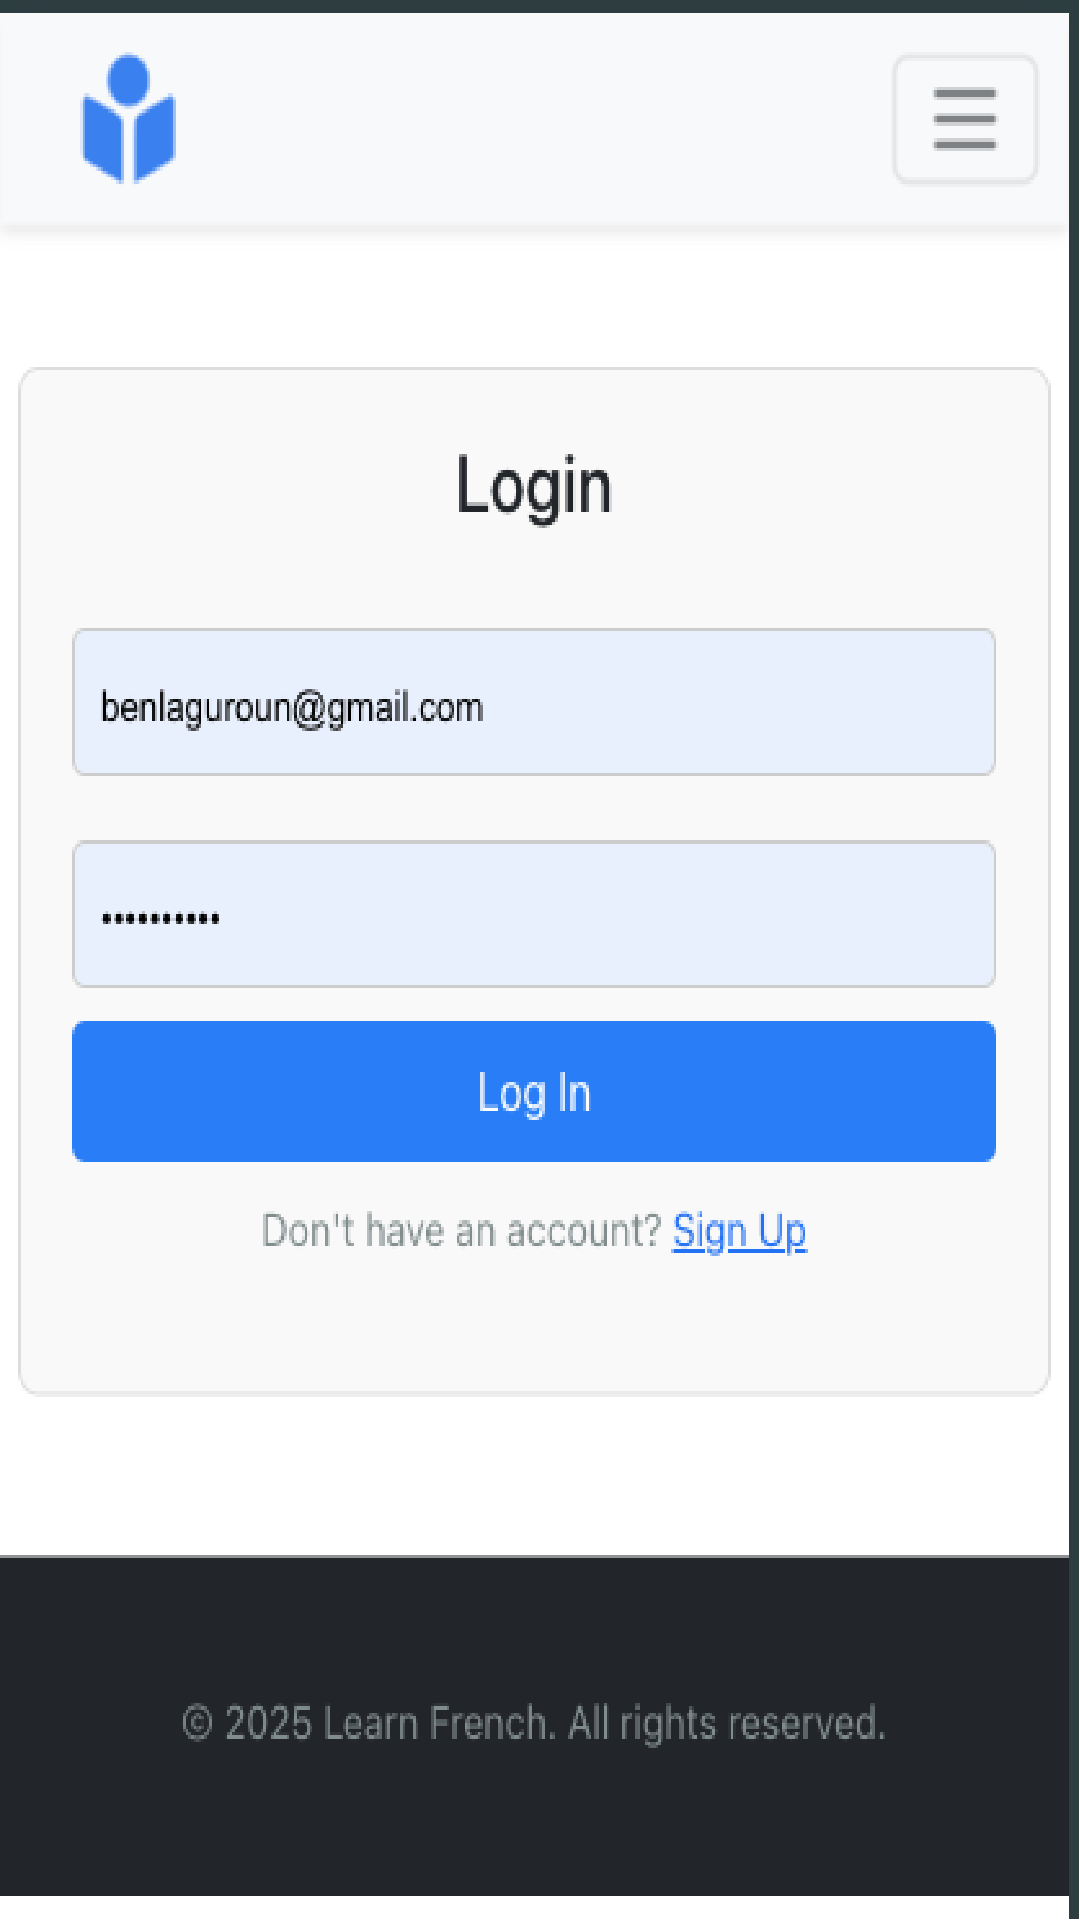 Login
benlaguroun@gmail.com
••••••••••
Log In
Don't have an account? Sign Up
© 2025 Learn French. All rights reserved.